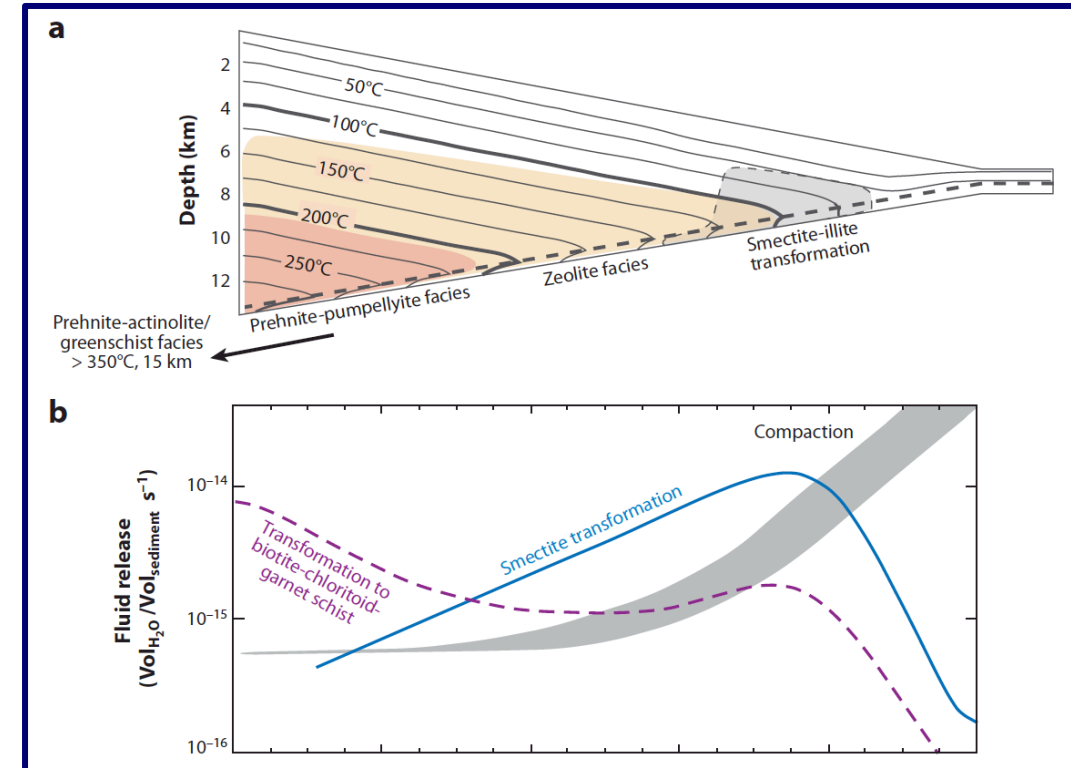 a
Depth (km)
2
4
6
8
10
12
50°C
100°C
150°C
200°C
250°C
Smectite-illite
transformation
Zeolite facies
Prehnite-pumpellyite facies
Prehnite-actinolite/
greenschist facies
> 350°C, 15 km
b
Fluid release
(Vol_H₂O /Vol_sediment s⁻¹)
10⁻¹⁴
10⁻¹⁵
10⁻¹⁶
Compaction
Smectite transformation
Transformation to
biotite-chloritoid-
garnet schist